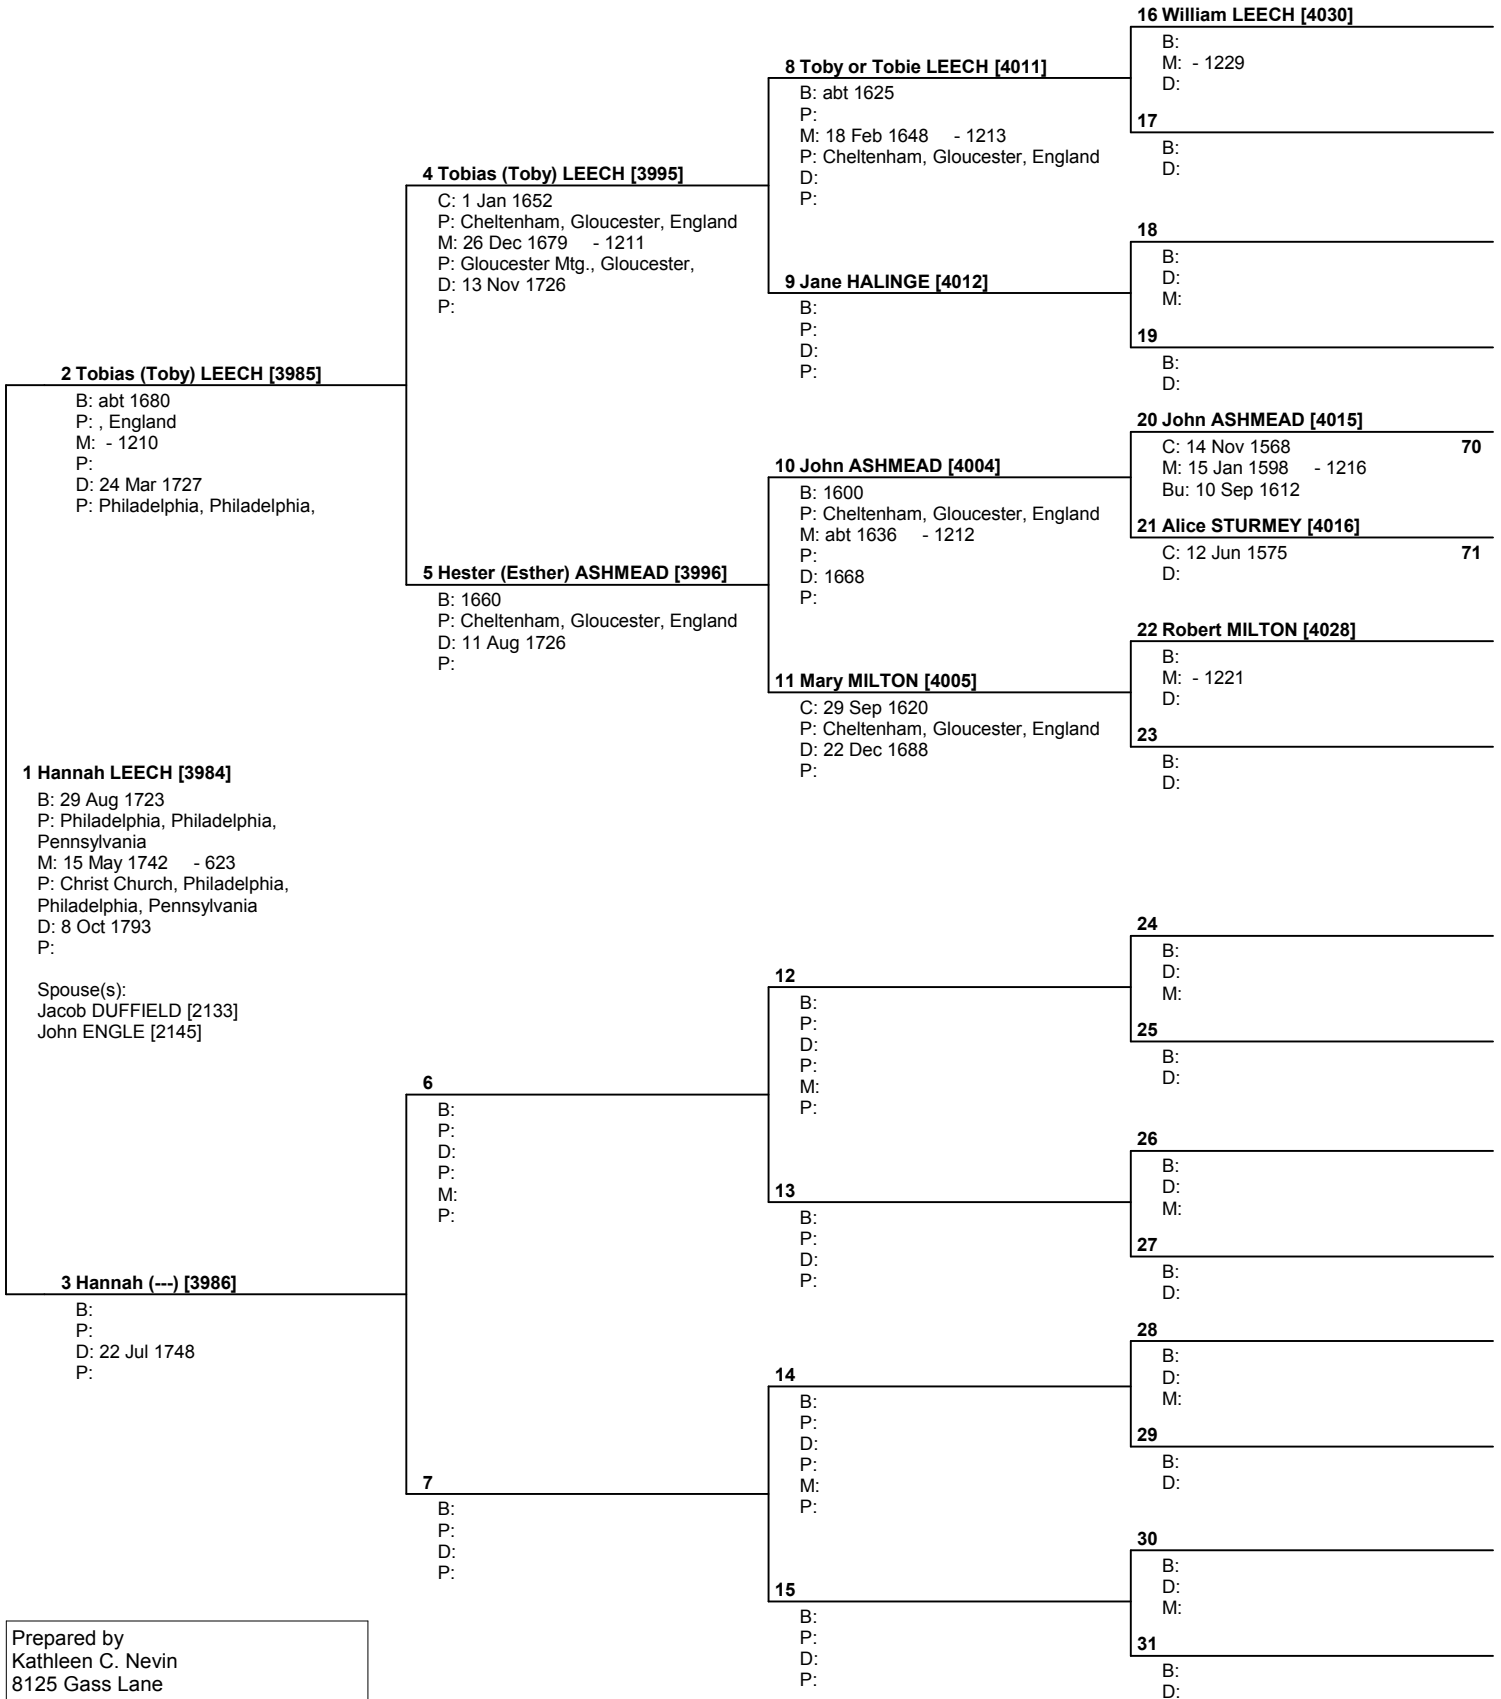 16 William LEECH [4030]
B:
M: - 1229
D:
8 Toby or Tobie LEECH [4011]
B: abt 1625
P:
M: 18 Feb 1648 - 1213
P: Cheltenham, Gloucester, England
D:
P:
17
B:
D:
4 Tobias (Toby) LEECH [3995]
C: 1 Jan 1652
P: Cheltenham, Gloucester, England
M: 26 Dec 1679 - 1211
P: Gloucester Mtg., Gloucester,
D: 13 Nov 1726
P:
18
B:
D:
M:
9 Jane HALINGE [4012]
B:
P:
D:
P:
19
B:
D:
2 Tobias (Toby) LEECH [3985]
B: abt 1680
P: , England
M: - 1210
P:
D: 24 Mar 1727
P: Philadelphia, Philadelphia,
20 John ASHMEAD [4015]
C: 14 Nov 1568 70
M: 15 Jan 1598 - 1216
Bu: 10 Sep 1612
10 John ASHMEAD [4004]
B: 1600
P: Cheltenham, Gloucester, England
M: abt 1636 - 1212
P:
D: 1668
P:
21 Alice STURMEY [4016]
C: 12 Jun 1575 71
D:
5 Hester (Esther) ASHMEAD [3996]
B: 1660
P: Cheltenham, Gloucester, England
D: 11 Aug 1726
P:
22 Robert MILTON [4028]
B:
M: - 1221
D:
11 Mary MILTON [4005]
C: 29 Sep 1620
P: Cheltenham, Gloucester, England
D: 22 Dec 1688
P:
23
B:
D:
1 Hannah LEECH [3984]
B: 29 Aug 1723
P: Philadelphia, Philadelphia,
Pennsylvania
M: 15 May 1742 - 623
P: Christ Church, Philadelphia,
Philadelphia, Pennsylvania
D: 8 Oct 1793
P:
Spouse(s):
Jacob DUFFIELD [2133]
John ENGLE [2145]
24
B:
D:
M:
12
B:
P:
D:
P:
M:
P:
25
B:
D:
6
B:
P:
D:
P:
M:
P:
26
B:
D:
M:
13
B:
P:
D:
P:
27
B:
D:
3 Hannah (---) [3986]
B:
P:
D: 22 Jul 1748
P:
28
B:
D:
M:
14
B:
P:
D:
P:
M:
P:
29
B:
D:
7
B:
P:
D:
P:
30
B:
D:
M:
15
B:
P:
D:
P:
31
B:
D:
Prepared by
Kathleen C. Nevin
8125 Gass Lane